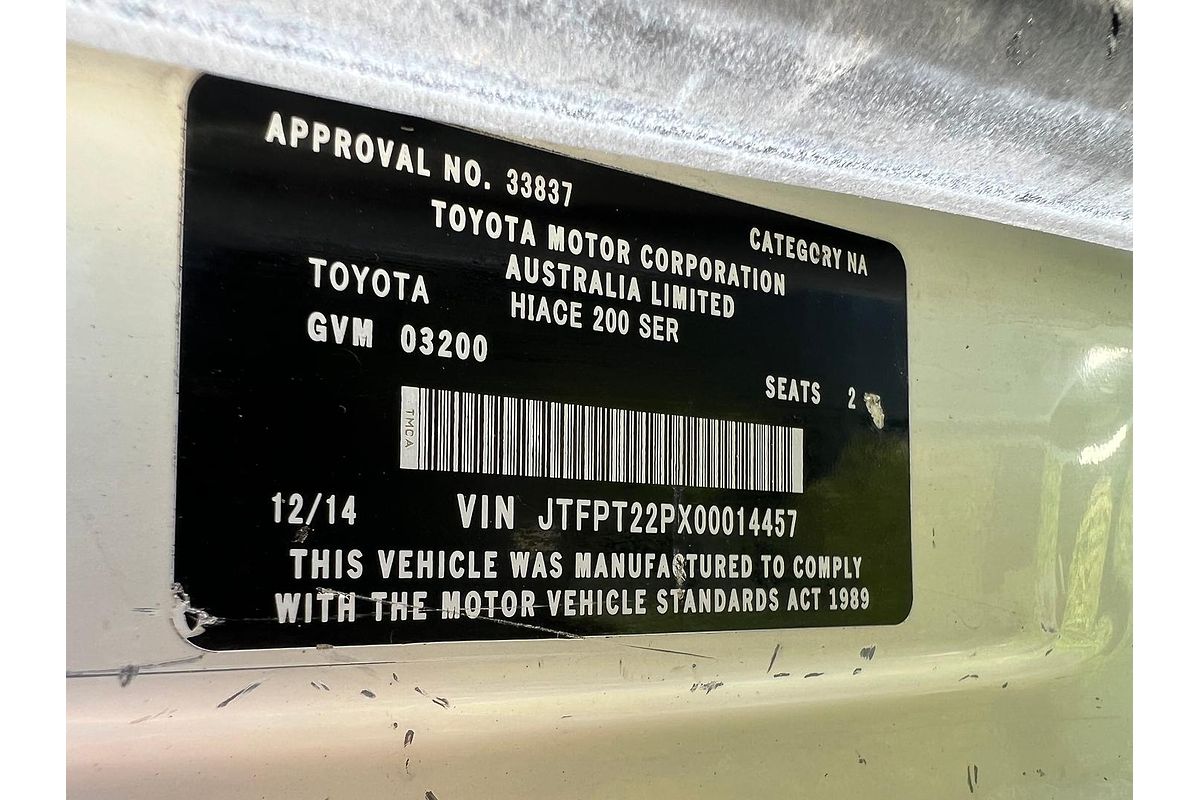 APPROVAL NO. 33837
CATEGORY NA
TOYOTA MOTOR CORPORATION
AUSTRALIA LIMITED
TOYOTA HIACE 200 SER
GVM 03200
SEATS 2
TMCA
12/14 VIN JTFPT22PX00014457
THIS VEHICLE WAS MANUFACTURED TO COMPLY
WITH THE MOTOR VEHICLE STANDARDS ACT 1989